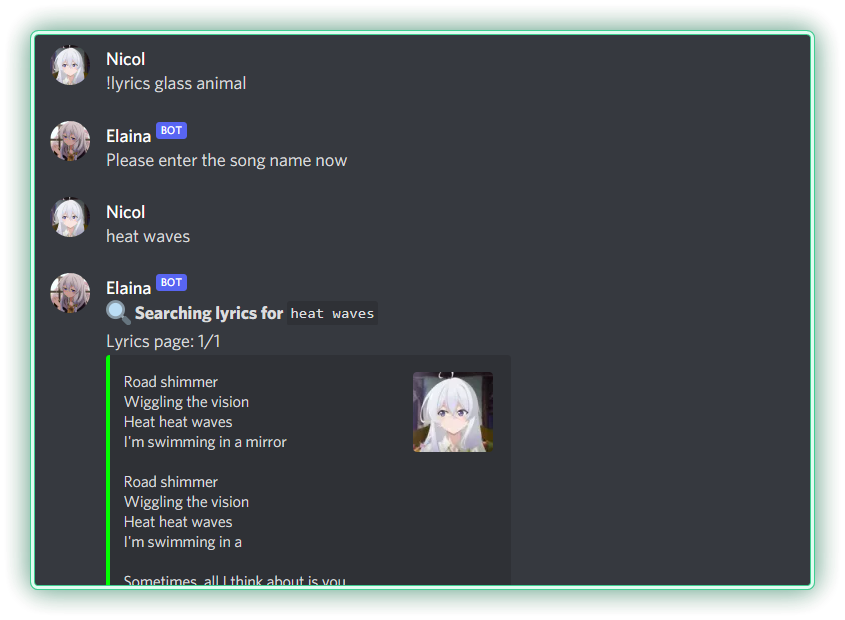 Nicol
!lyrics glass animal
Elaina BOT
Please enter the song name now
Nicol
heat waves
Elaina BOT
Searching lyrics for heat waves
Lyrics page: 1/1
Road shimmer
Wiggling the vision
Heat heat waves
I'm swimming in a mirror
Road shimmer
Wiggling the vision
Heat heat waves
I'm swimming in a
Sometimes, all I think about is you